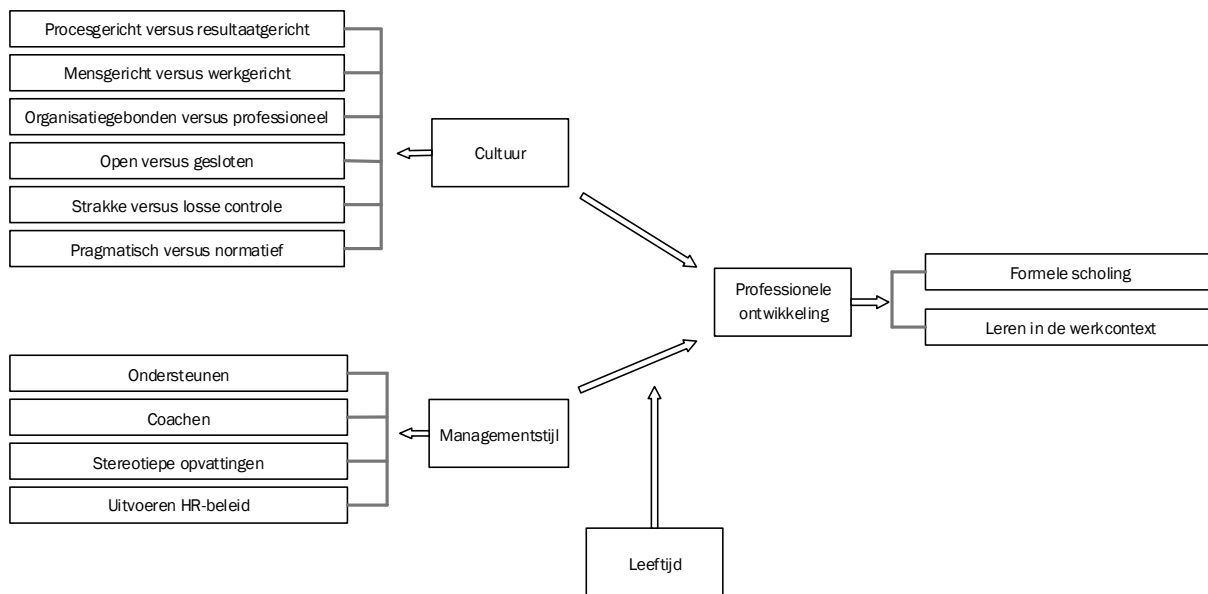 Procesgericht versus resultaatgericht
Mensgericht versus werkgericht
Organisatiegebonden versus professioneel
Open versus gesloten
Strakke versus losse controle
Pragmatisch versus normatief
Cultuur
Professionele
ontwikkeling
Formele scholing
Leren in de werkcontext
Ondersteunen
Coachen
Stereotiepe opvattingen
Uitvoeren HR-beleid
Managementstijl
Leeftijd